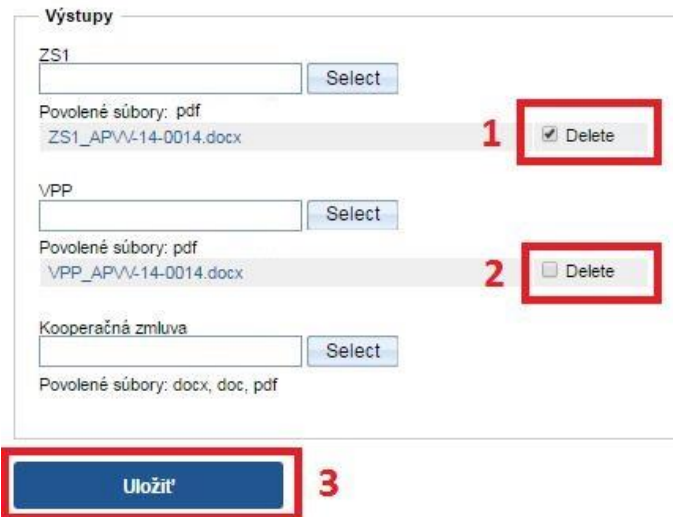 Výstupy
ZS1
Select
Povolené súbory: pdf
ZS1_APVV-14-0014.docx 1 Delete
VPP
Select
Povolené súbory: pdf
VPP_APVV-14-0014.docx 2 Delete
Kooperačná zmluva
Select
Povolené súbory: docx, doc, pdf
Uložiť 3